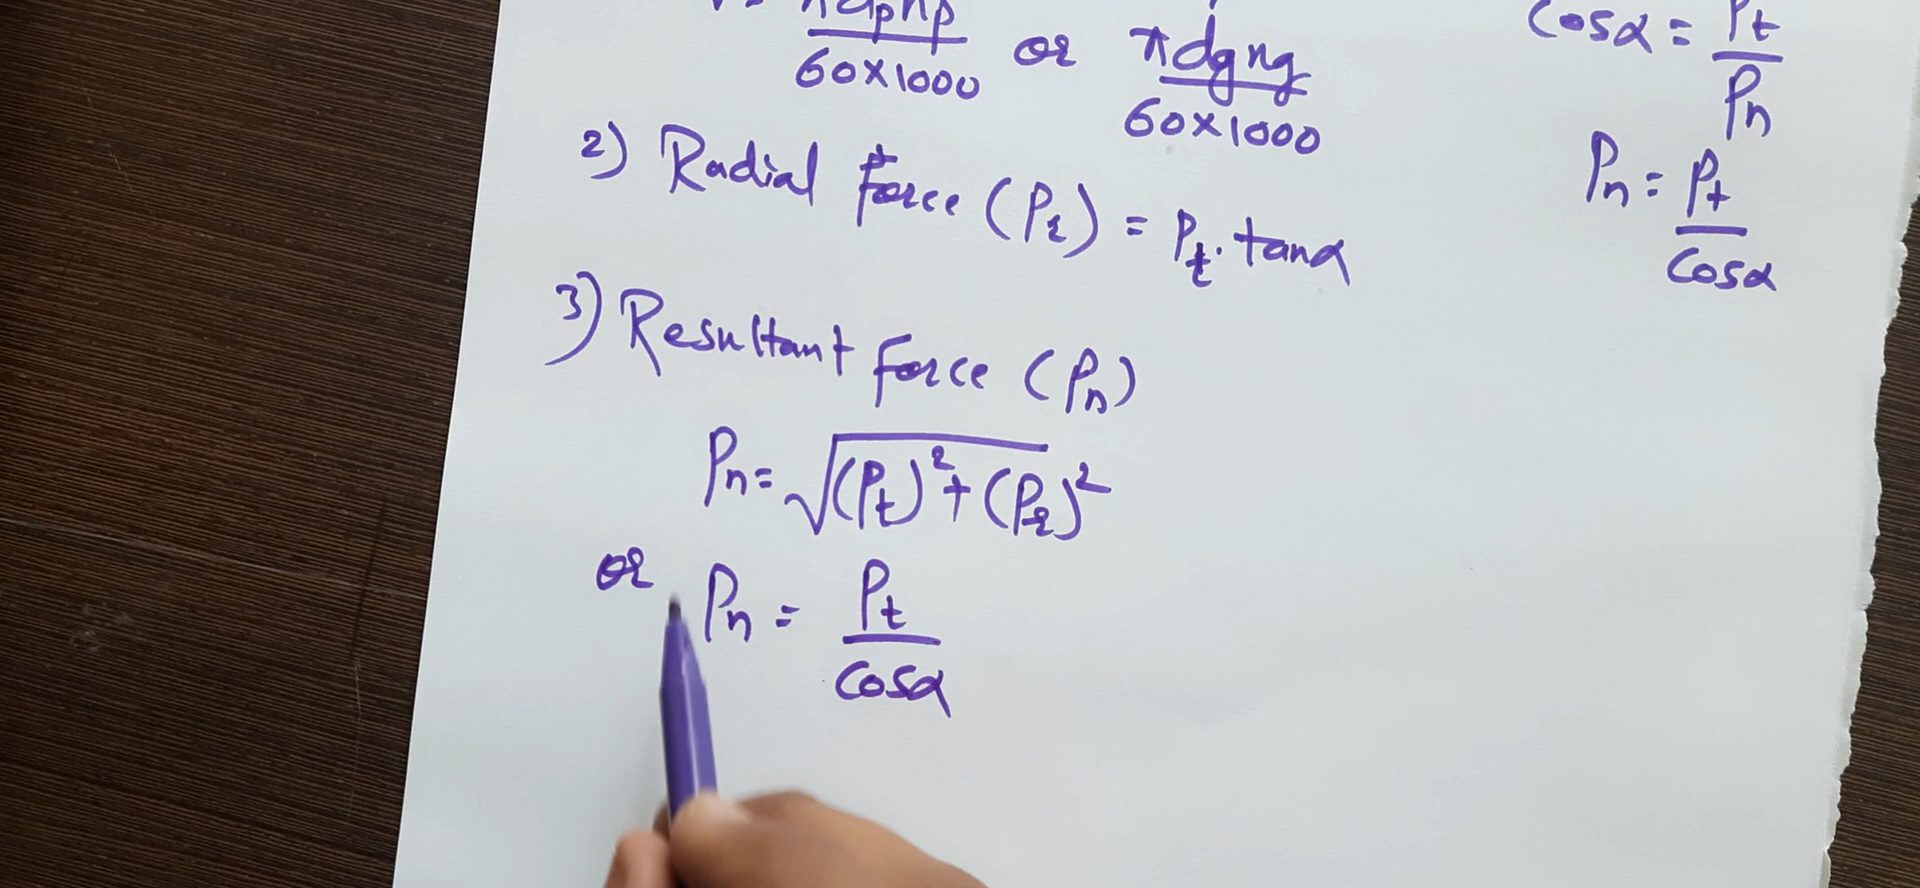 v = πdpnp / 60×1000 or πdgng / 60×1000
2) Radial Force (Pr) = Pt. tanα
3) Resultant Force (Pn)
Pn = √(Pt)² + (Pr)²
or Pn = Pt / Cosα
Cosα = Pt / Pn
Pn = Pt / Cosα